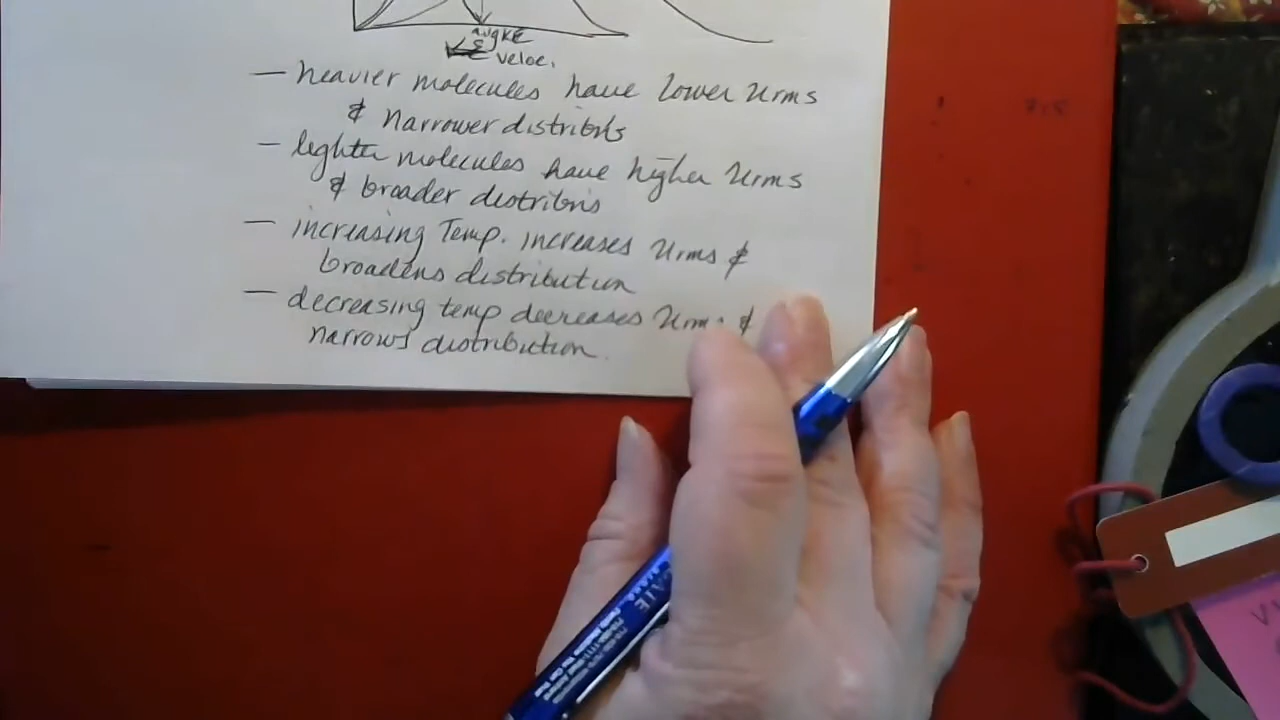 avg KE
veloc.
— heavier molecules have lower urms
& narrower distribtns
— lighter molecules have higher urms
& broader distribtns
— increasing Temp. increases urms &
broadens distribution
— decreasing temp decreases urms &
narrows distribution.